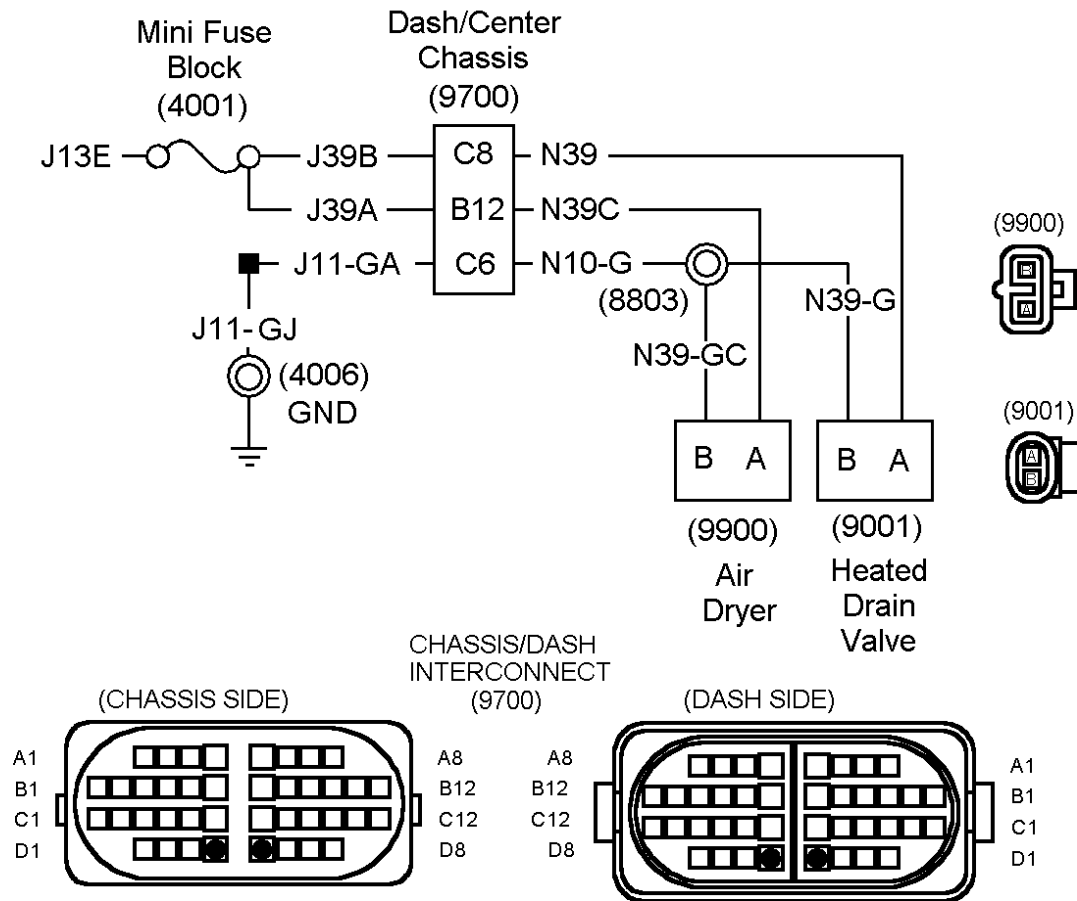 Mini Fuse
Block
(4001)
Dash/Center
Chassis
(9700)
J13E
J39B
C8
N39
J39A
B12
N39C
J11-GA
C6
N10-G
(8803)
N39-G
J11-GJ
N39-GC
(4006)
GND
(9900)
B
A
(9001)
A
B
B A
B A
(9900)
Air
Dryer
(9001)
Heated
Drain
Valve
CHASSIS/DASH
INTERCONNECT
(9700)
(CHASSIS SIDE)
(DASH SIDE)
A1
A8
B1
B12
C1
C12
D1
D8
A8
A1
B12
B1
C12
C1
D8
D1